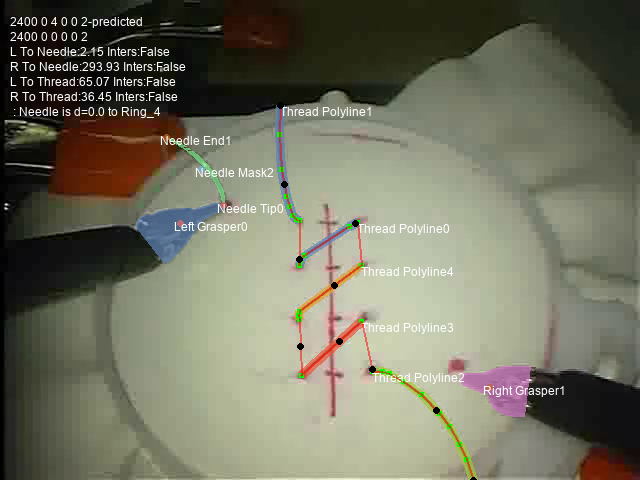 2400 0 4 0 0 2-predicted
2400 0 0 0 0 2
L To Needle:2.15 Inters:False
R To Needle:293.93 Inters:False
L To Thread:65.07 Inters:False
R To Thread:36.45 Inters:False
: Needle is d=0.0 to Ring_4
Thread Polyline1
Needle End1
Needle Mask2
Needle Tip0
Left Grasper0
Thread Polyline0
Thread Polyline4
Thread Polyline3
Thread Polyline2
Right Grasper1